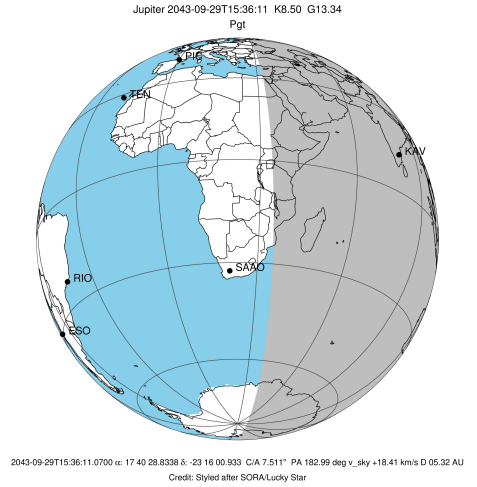 Jupiter 2043-09-29T15:36:11  K8.50  G13.34
Pgt
PIC
TEN
KAV
SAAO
RIO
ESO
2043-09-29T15:36:11.0700 α: 17 40 28.8338 δ: -23 16 00.933  C/A 7.511"  PA 182.99 deg v_sky +18.41 km/s D 05.32 AU
Credit: Styled after SORA/Lucky Star